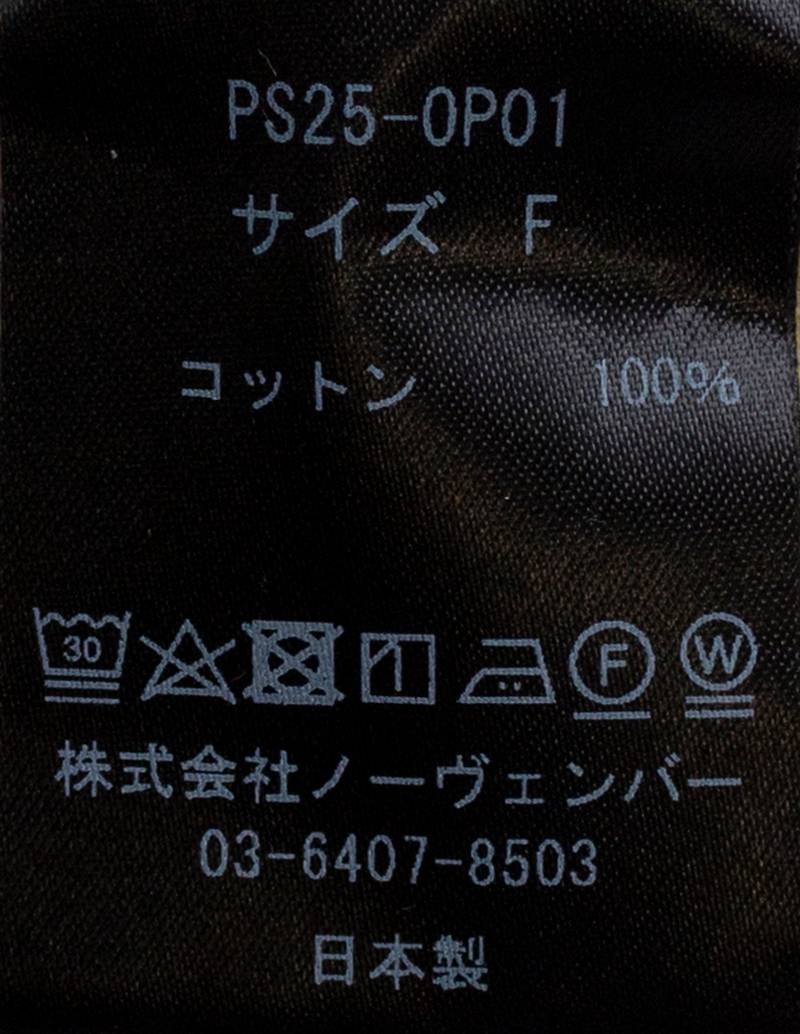 PS25-OP01
サイズ F
コットン 100%
30 F W
株式会社ノーヴェンバー
03-6407-8503
日本製